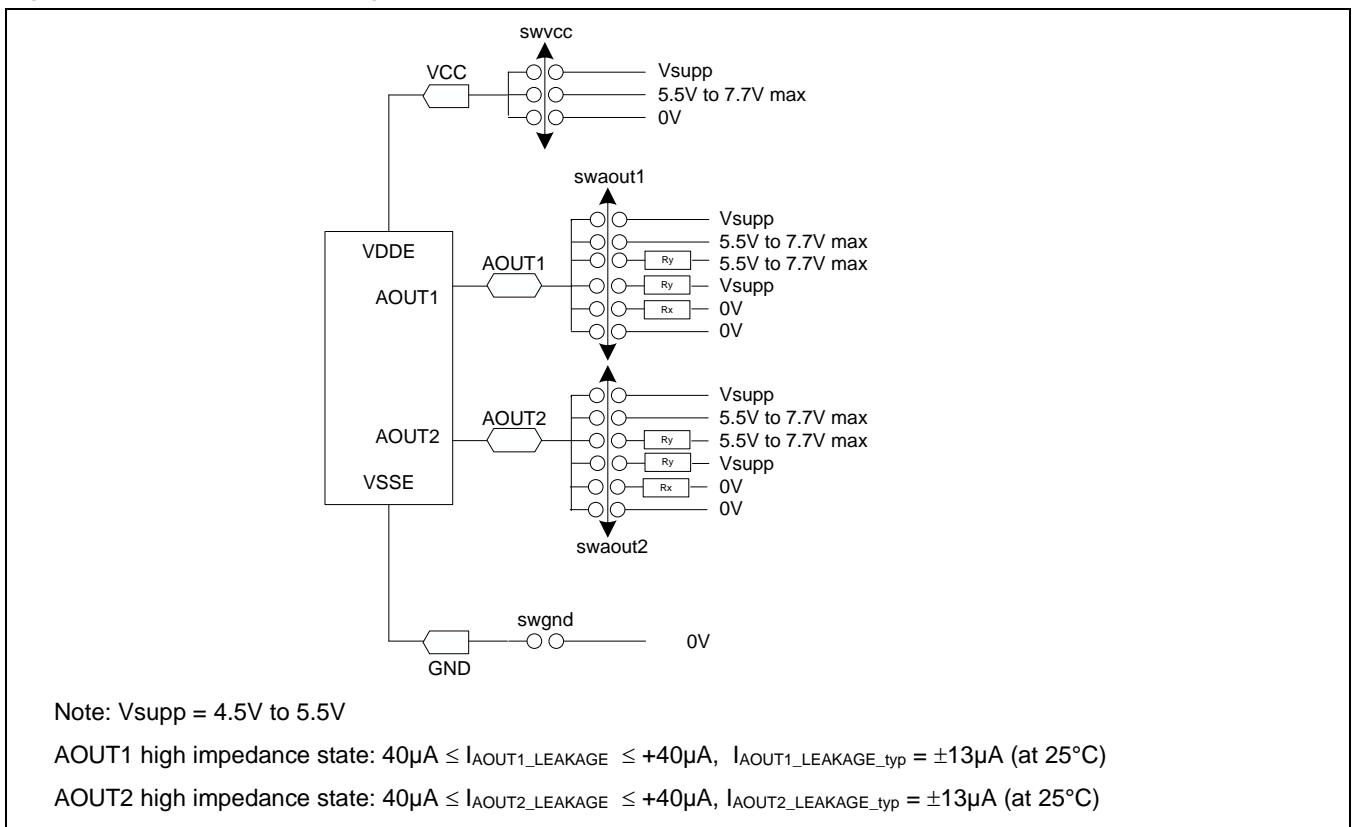 swvcc
VCC
Vsupp
5.5V to 7.7V max
0V
swaout1
Vsupp
5.5V to 7.7V max
Ry
5.5V to 7.7V max
Ry
Vsupp
Rx
0V
0V
VDDE
AOUT1
AOUT1
Vsupp
5.5V to 7.7V max
Ry
5.5V to 7.7V max
Ry
Vsupp
Rx
0V
0V
AOUT2
AOUT2
VSSE
swaout2
swgnd
0V
GND
Note: Vsupp = 4.5V to 5.5V
AOUT1 high impedance state: 40µA ≤ IAOUT1_LEAKAGE ≤ +40µA, IAOUT1_LEAKAGE_typ = ±13µA (at 25°C)
AOUT2 high impedance state: 40µA ≤ IAOUT2_LEAKAGE ≤ +40µA, IAOUT2_LEAKAGE_typ = ±13µA (at 25°C)